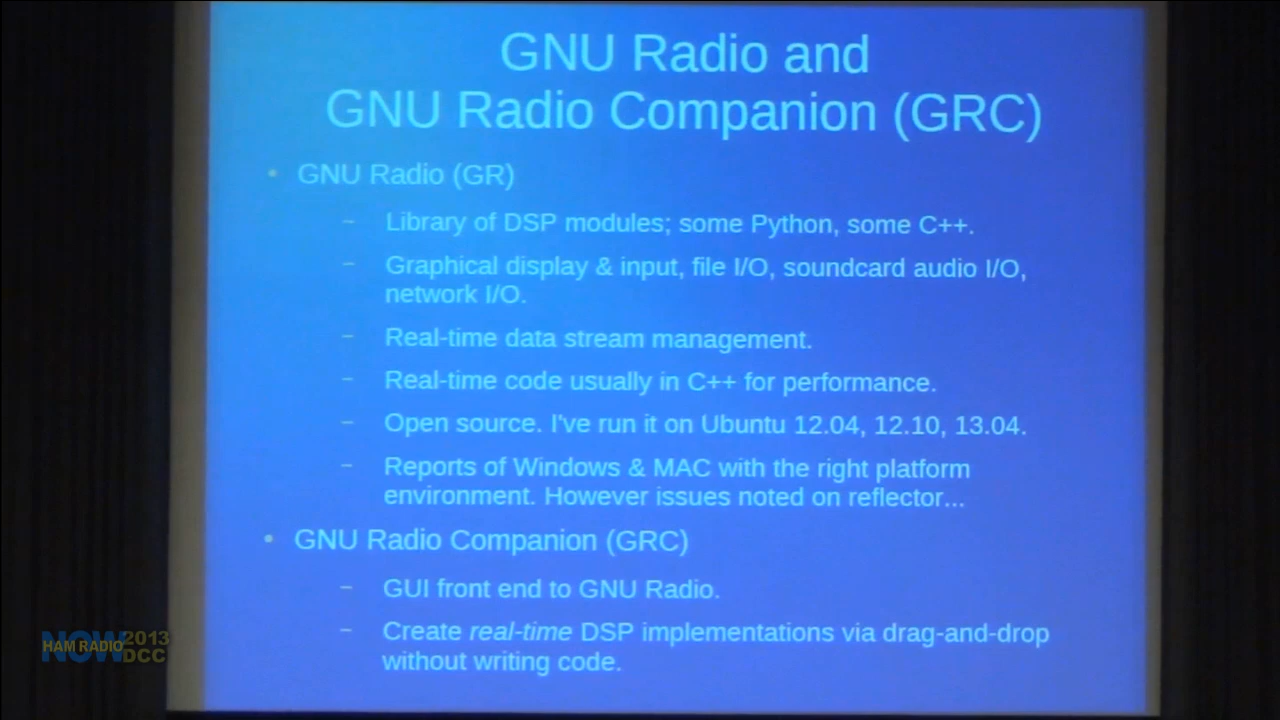 GNU Radio and
GNU Radio Companion (GRC)
• GNU Radio (GR)
– Library of DSP modules; some Python, some C++.
– Graphical display & input, file I/O, soundcard audio I/O,
network I/O.
– Real-time data stream management.
– Real-time code usually in C++ for performance.
– Open source. I've run it on Ubuntu 12.04, 12.10, 13.04.
– Reports of Windows & MAC with the right platform
environment. However issues noted on reflector...
• GNU Radio Companion (GRC)
– GUI front end to GNU Radio.
– Create real-time DSP implementations via drag-and-drop
without writing code.
HAM RADIO NOW 2013
DCC